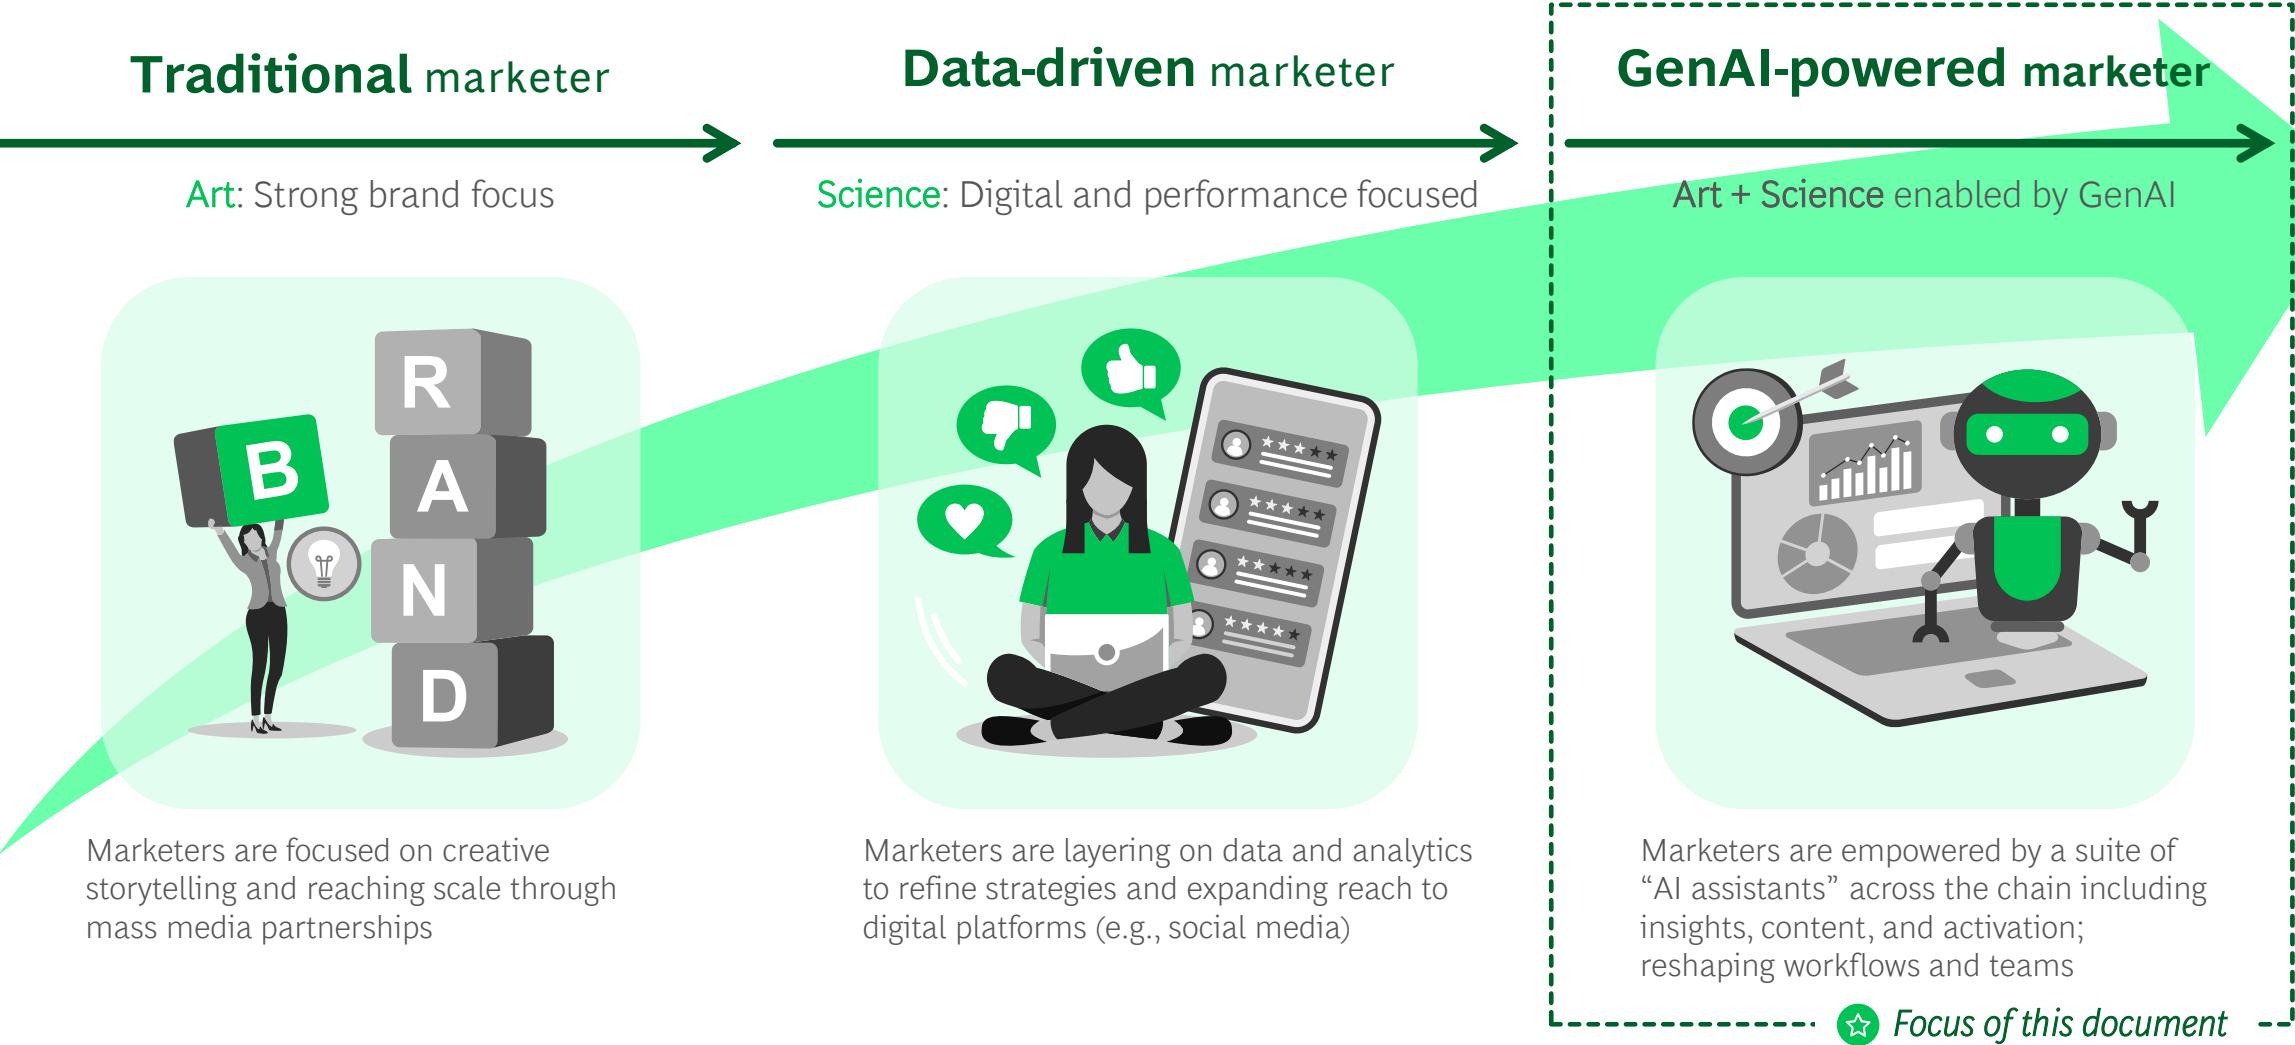 Traditional marketer
Art: Strong brand focus
B
R
A
N
D
Marketers are focused on creative
storytelling and reaching scale through
mass media partnerships
Data-driven marketer
Science: Digital and performance focused
Marketers are layering on data and analytics
to refine strategies and expanding reach to
digital platforms (e.g., social media)
GenAI-powered marketer
Art + Science enabled by GenAI
Marketers are empowered by a suite of
“AI assistants” across the chain including
insights, content, and activation;
reshaping workflows and teams
Focus of this document